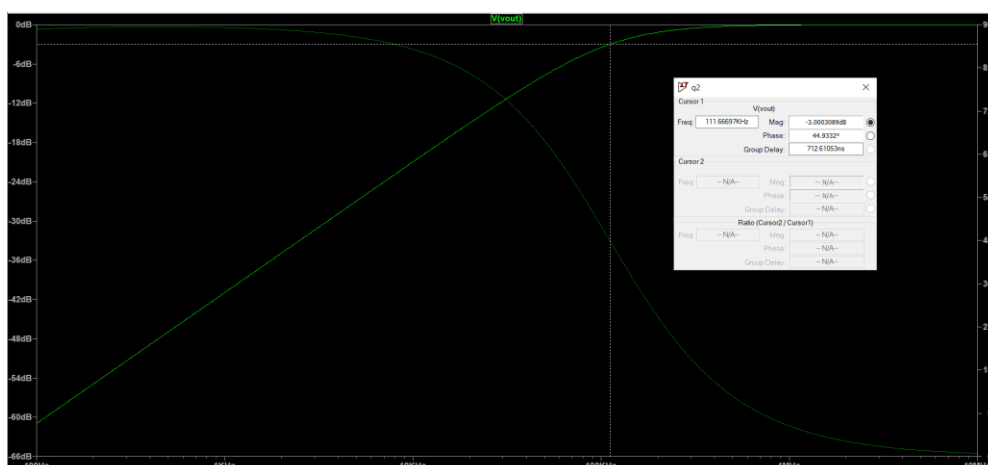 V(vout)
0dB
-6dB
-12dB
-18dB
-24dB
-30dB
-36dB
-42dB
-48dB
-54dB
-60dB
-66dB
q2
Cursor 1
V(vout)
Freq: 111.66697KHz Mag: -3.0003089dB
Phase: 44.9332°
Group Delay: 712.61053ns
Cursor 2
Freq: -- N/A-- Mag: -- N/A--
Phase: -- N/A--
Group Delay: -- N/A--
Ratio (Cursor2 / Cursor1)
Freq: -- N/A-- Mag: -- N/A--
Phase: -- N/A--
Group Delay: -- N/A--